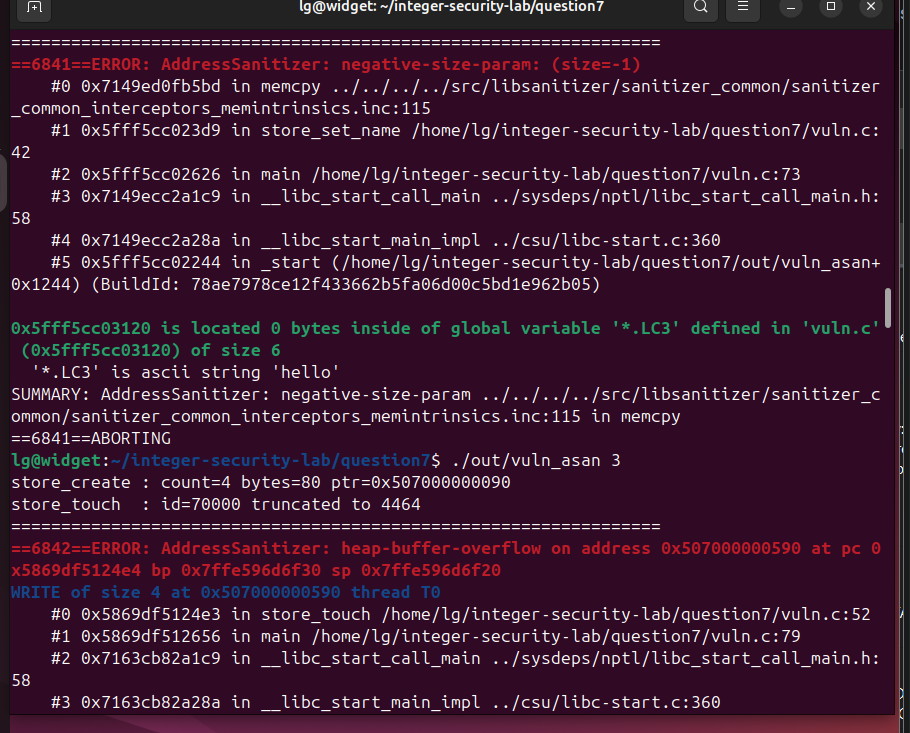 lg@widget: ~/integer-security-lab/question7
=================================================================
==6841==ERROR: AddressSanitizer: negative-size-param: (size=-1)
    #0 0x7149ed0fb5bd in memcpy ../../../../src/libsanitizer/sanitizer
_common_interceptors_memintrinsics.inc:115
    #1 0x5fff5cc023d9 in store_set_name /home/lg/integer-security-lab/question7/vuln.c:
42
    #2 0x5fff5cc02626 in main /home/lg/integer-security-lab/question7/vuln.c:73
    #3 0x7149ecc2a1c9 in __libc_start_call_main ../sysdeps/nptl/libc_start_call_main.h:
58
    #4 0x7149ecc2a28a in __libc_start_main_impl ../csu/libc-start.c:360
    #5 0x5fff5cc02244 in _start (/home/lg/integer-security-lab/question7/out/vuln_asan+
0x1244) (BuildId: 78ae7978ce12f433662b5fa06d00c5bd1e962b05)

0x5fff5cc03120 is located 0 bytes inside of global variable '*.LC3' defined in 'vuln.c'
 (0x5fff5cc03120) of size 6
  '*.LC3' is ascii string 'hello'
SUMMARY: AddressSanitizer: negative-size-param ../../../../src/libsanitizer/sanitizer_c
ommon/sanitizer_common_interceptors_memintrinsics.inc:115 in memcpy
==6841==ABORTING
lg@widget:~/integer-security-lab/question7$ ./out/vuln_asan 3
store_create : count=4 bytes=80 ptr=0x507000000090
store_touch  : id=70000 truncated to 4464
=================================================================
==6842==ERROR: AddressSanitizer: heap-buffer-overflow on address 0x507000000590 at pc 0
x5869df5124e4 bp 0x7ffe596d6f30 sp 0x7ffe596d6f20
WRITE of size 4 at 0x507000000590 thread T0
    #0 0x5869df5124e3 in store_touch /home/lg/integer-security-lab/question7/vuln.c:52
    #1 0x5869df512656 in main /home/lg/integer-security-lab/question7/vuln.c:79
    #2 0x7163cb82a1c9 in __libc_start_call_main ../sysdeps/nptl/libc_start_call_main.h:
58
    #3 0x7163cb82a28a in __libc_start_main_impl ../csu/libc-start.c:360